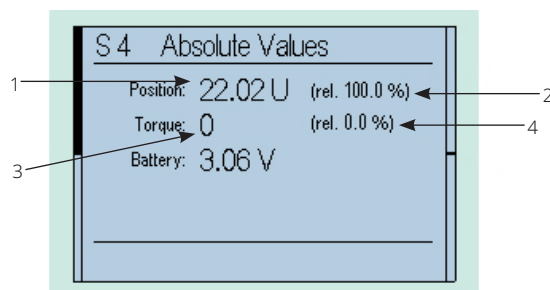 S 4 Absolute Values
1 Position: 22.02 U (rel. 100.0 %) 2
Torque: 0 (rel. 0.0 %) 4
3 Battery: 3.06 V